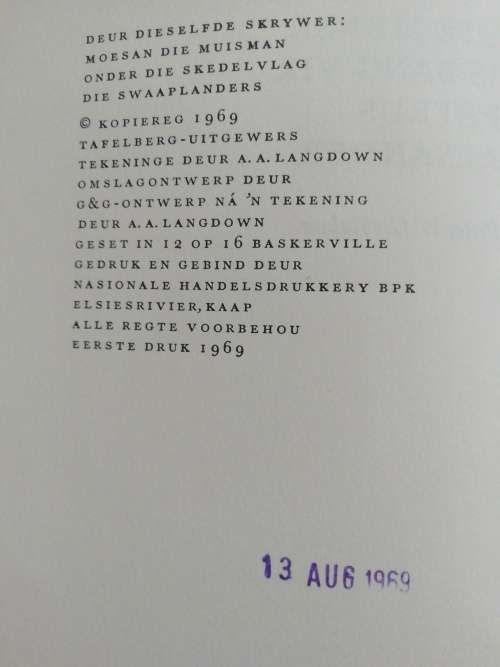 DEUR DIESELFDE SKRYWER:
MOESAN DIE MUISMAN
ONDER DIE SKEDELVLAG
DIE SWAAPLANDERS
© KOPIEREG 1969
TAFELBERG-UITGEWERS
TEKENINGE DEUR A.A. LANGDOWN
OMSLAGONTWERP DEUR
G&G-ONTWERP NÁ 'N TEKENING
DEUR A.A. LANGDOWN
GESET IN 12 OP 16 BASKERVILLE
GEDRUK EN GEBIND DEUR
NASIONALE HANDELSDRUKKERY BPK
ELSIESRIVIER, KAAP
ALLE REGTE VOORBEHOU
EERSTE DRUK 1969
13 AUG 1969